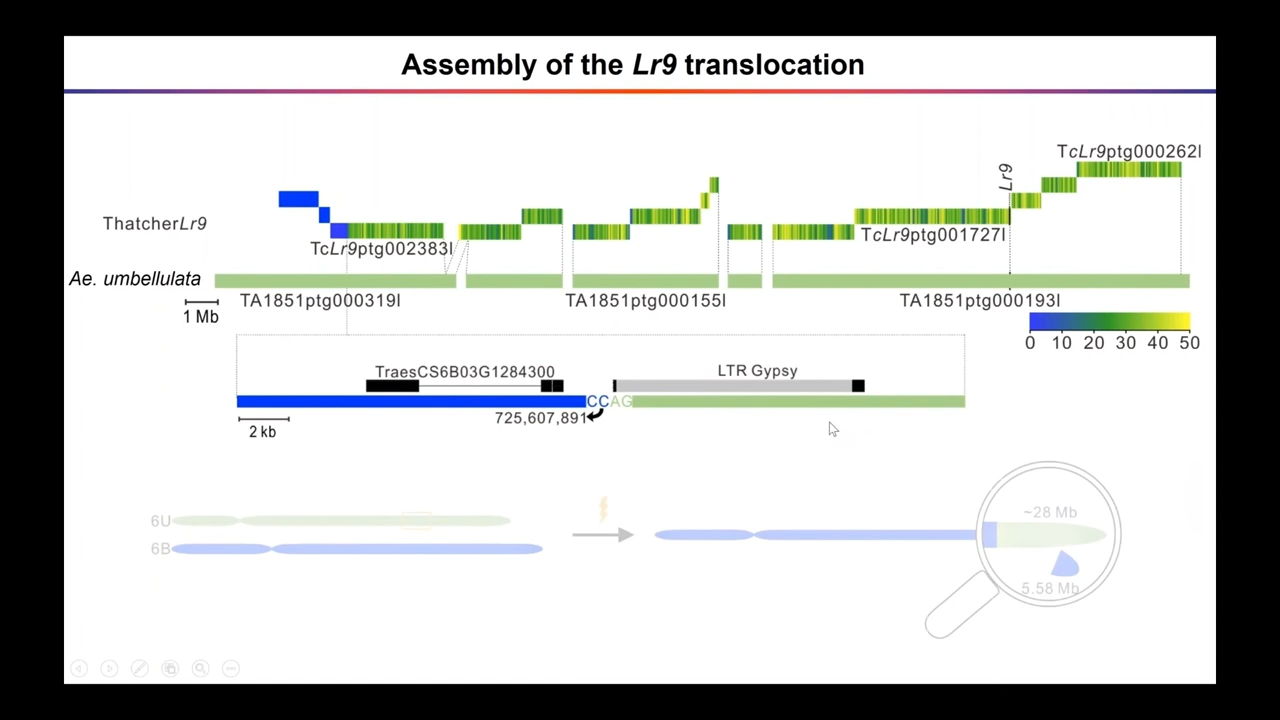 Assembly of the Lr9 translocation
TcLr9ptg000262l
Lr9
ThatcherLr9
TcLr9ptg002383l
TcLr9ptg001727l
Ae. umbellulata
TA1851ptg000319l
TA1851ptg000155l
TA1851ptg000193l
1 Mb
0 10 20 30 40 50
TraesCS6B03G1284300
LTR Gypsy
CCAG
725,607,891
2 kb
6U
6B
~28 Mb
5.58 Mb